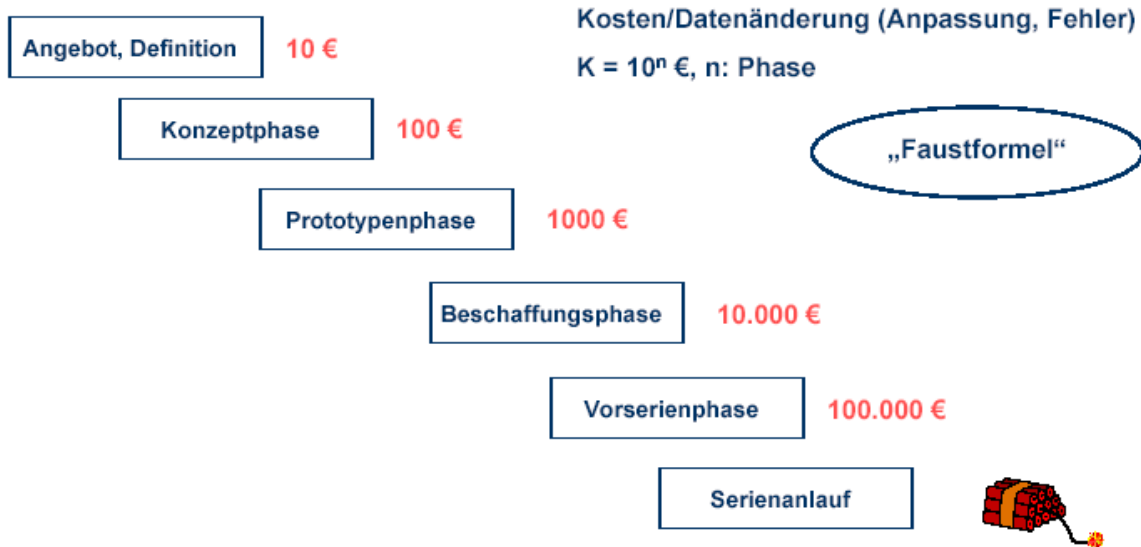 Kosten/Datenänderung (Anpassung, Fehler)
Angebot, Definition 10 €
K = 10ⁿ €, n: Phase
Konzeptphase 100 €
„Faustformel“
Prototypenphase 1000 €
Beschaffungsphase 10.000 €
Vorserienphase 100.000 €
Serienanlauf